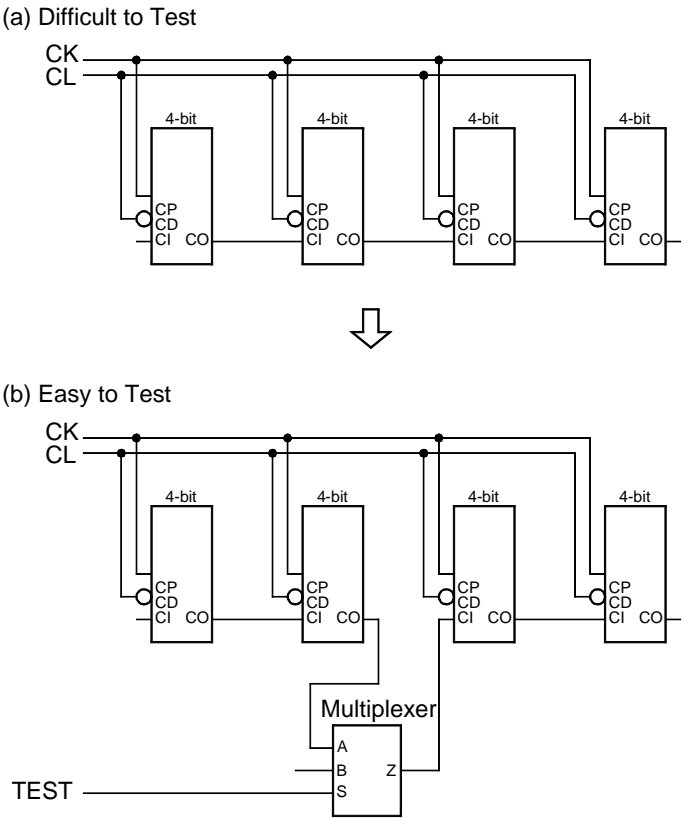 (a) Difficult to Test
CK
CL
4-bit 4-bit 4-bit 4-bit
CP CP CP CP
CD CD CD CD
CI CO CI CO CI CO CI CO
(b) Easy to Test
CK
CL
4-bit 4-bit 4-bit 4-bit
CP CP CP CP
CD CD CD CD
CI CO CI CO CI CO CI CO
Multiplexer
A
B Z
TEST S